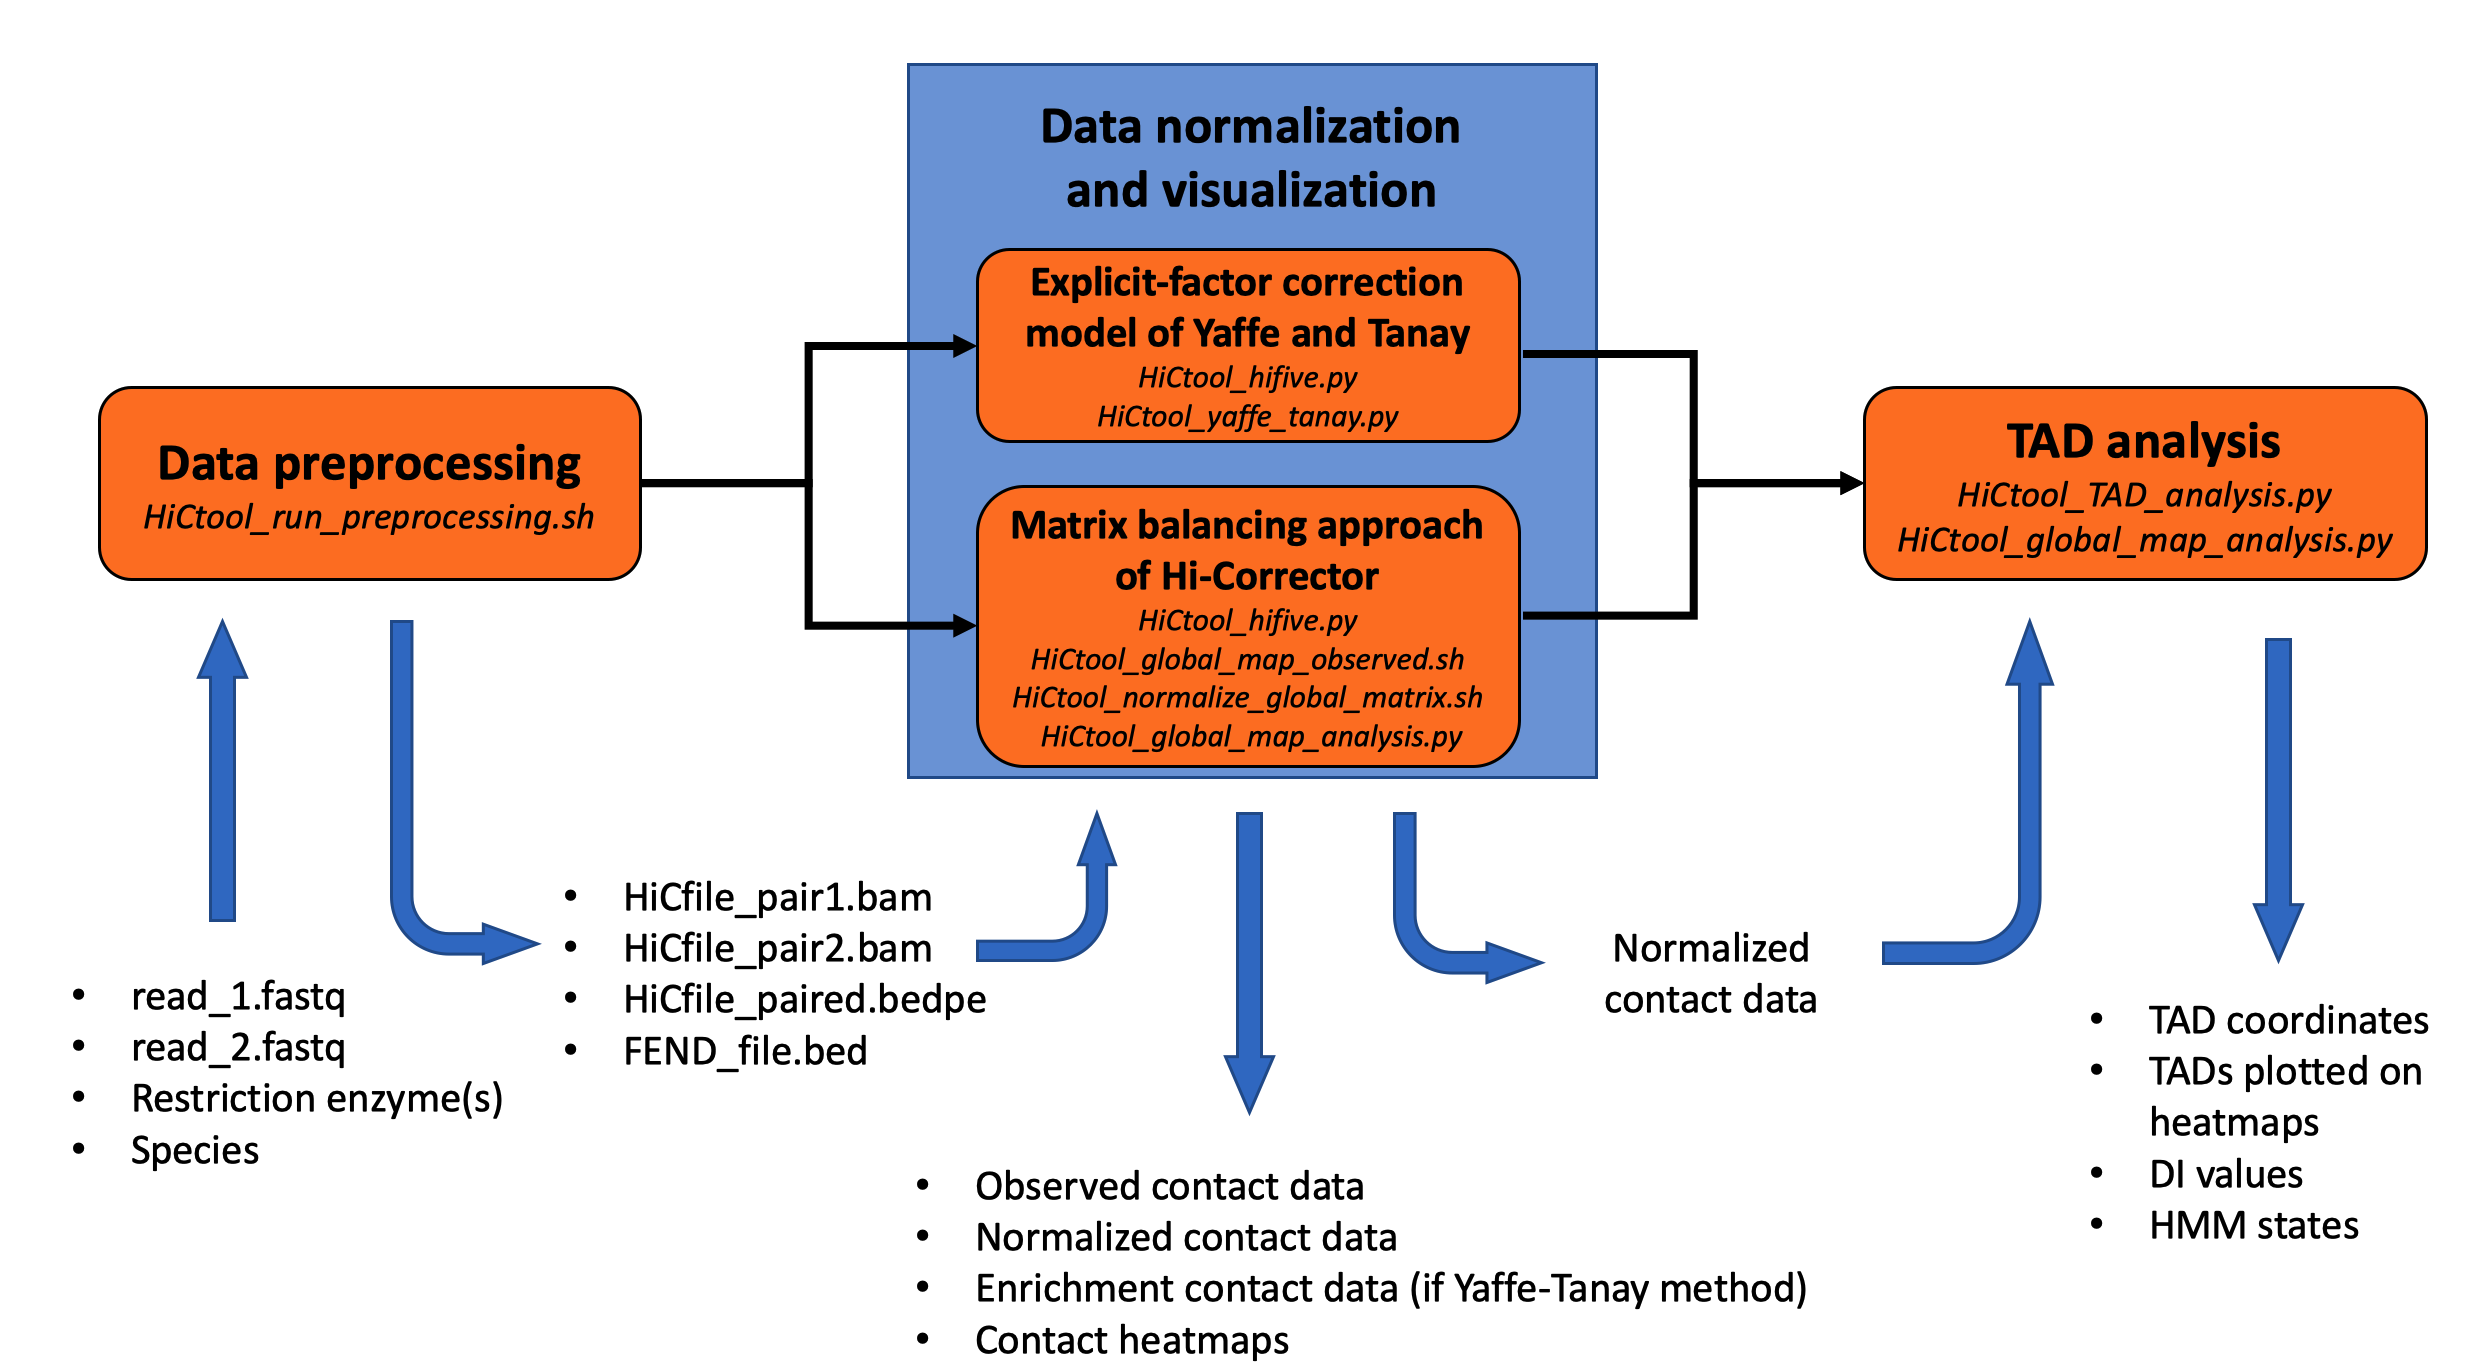 Data normalization
and visualization
Explicit-factor correction
model of Yaffe and Tanay
HiCtool_hifive.py
HiCtool_yaffe_tanay.py
Data preprocessing
HiCtool_run_preprocessing.sh
Matrix balancing approach
of Hi-Corrector
HiCtool_hifive.py
HiCtool_global_map_observed.sh
HiCtool_normalize_global_matrix.sh
HiCtool_global_map_analysis.py
TAD analysis
HiCtool_TAD_analysis.py
HiCtool_global_map_analysis.py
• read_1.fastq
• read_2.fastq
• Restriction enzyme(s)
• Species
• HiCfile_pair1.bam
• HiCfile_pair2.bam
• HiCfile_paired.bedpe
• FEND_file.bed
• Observed contact data
• Normalized contact data
• Enrichment contact data (if Yaffe-Tanay method)
• Contact heatmaps
Normalized
contact data
• TAD coordinates
• TADs plotted on
heatmaps
• DI values
• HMM states